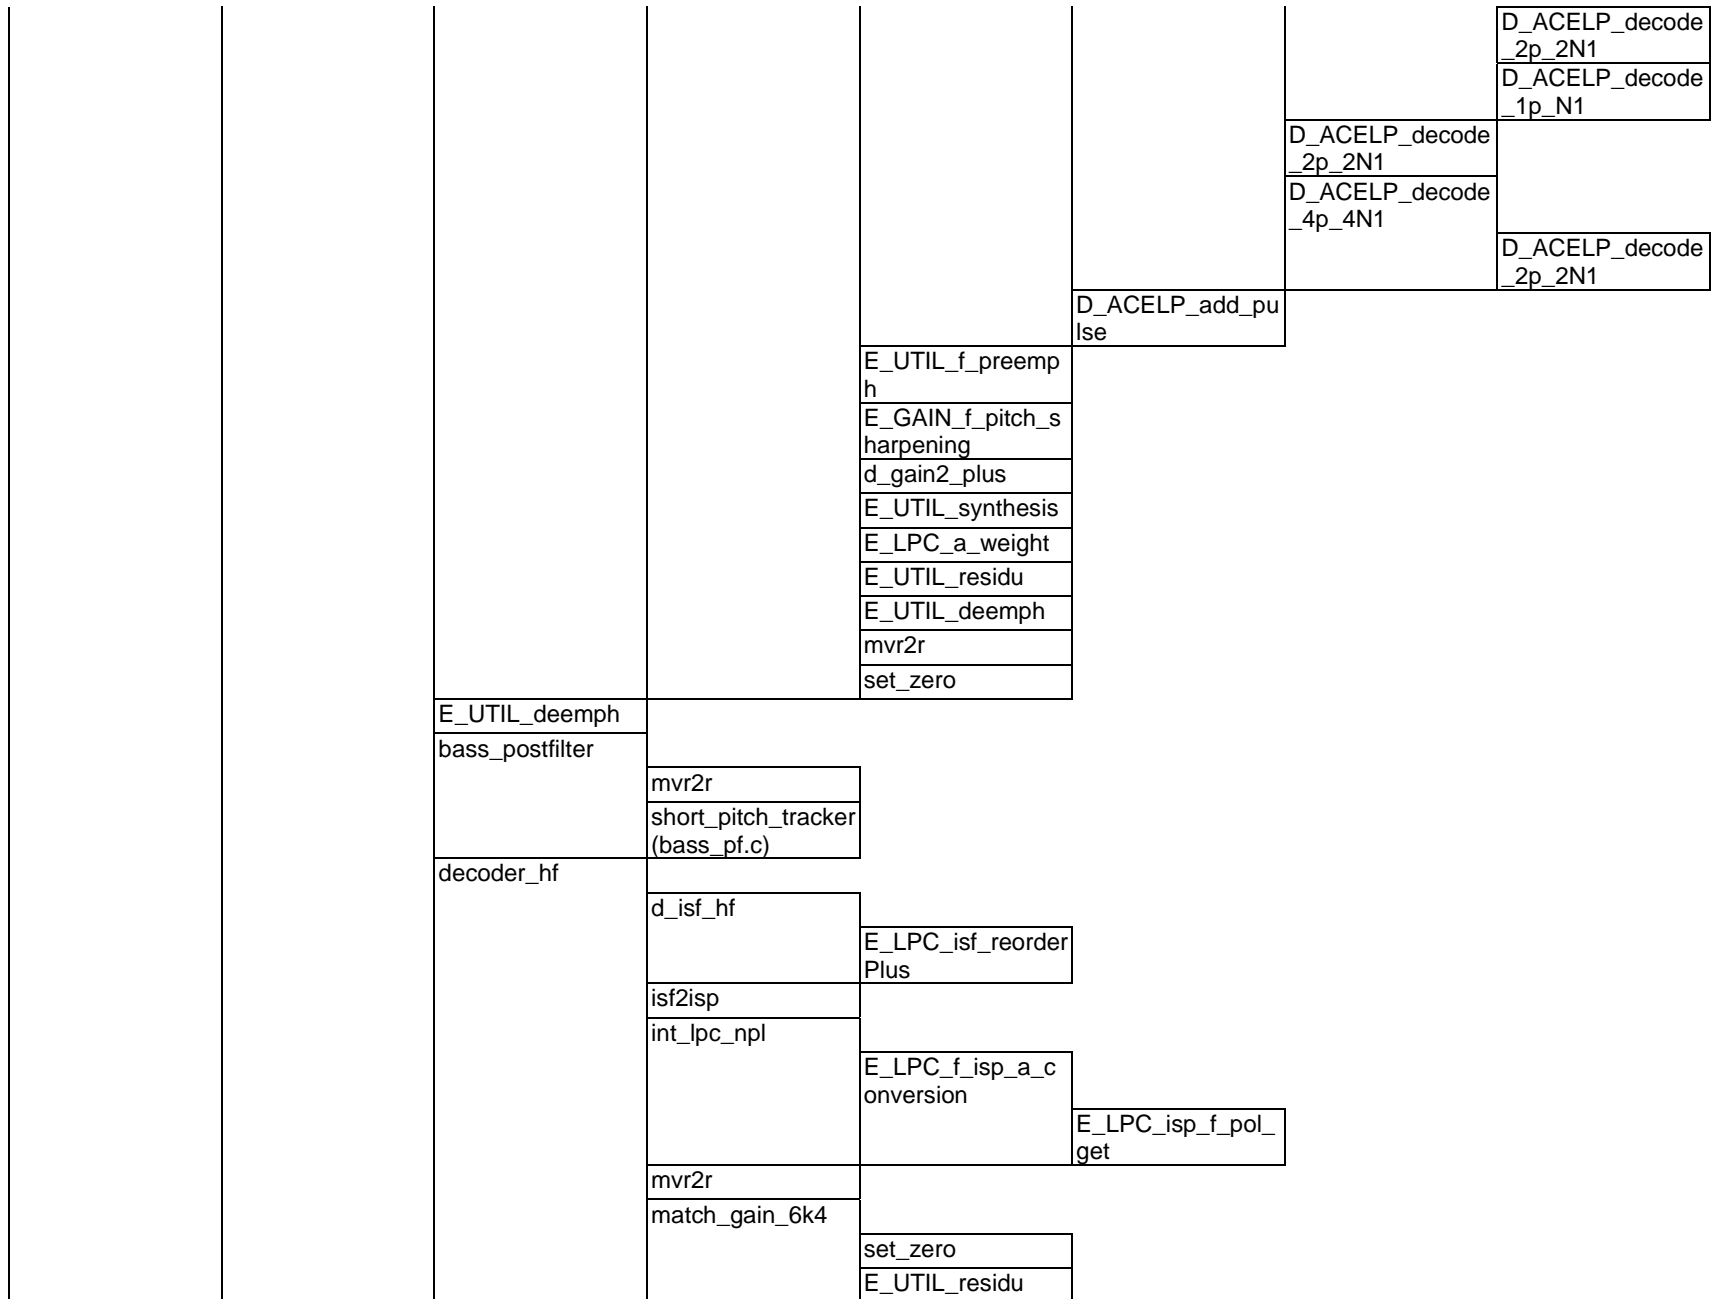 D_ACELP_decode
_2p_2N1
D_ACELP_decode
_1p_N1
D_ACELP_decode
_2p_2N1
D_ACELP_decode
_4p_4N1
D_ACELP_decode
_2p_2N1
D_ACELP_add_pu
lse
E_UTIL_f_preemp
h
E_GAIN_f_pitch_s
harpening
d_gain2_plus
E_UTIL_synthesis
E_LPC_a_weight
E_UTIL_residu
E_UTIL_deemph
mvr2r
set_zero
E_UTIL_deemph
bass_postfilter
mvr2r
short_pitch_tracker
(bass_pf.c)
decoder_hf
d_isf_hf
E_LPC_isf_reorder
Plus
isf2isp
int_lpc_npl
E_LPC_f_isp_a_c
onversion
E_LPC_isp_f_pol_
get
mvr2r
match_gain_6k4
set_zero
E_UTIL_residu